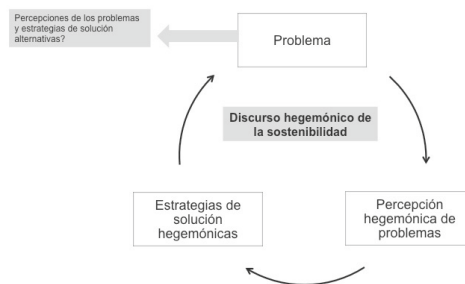 Percepciones de los problemas
y estrategias de solución
alternativas?
Problema
Discurso hegemónico de
la sostenibilidad
Estrategias de
solución
hegemónicas
Percepción
hegemónica de
problemas